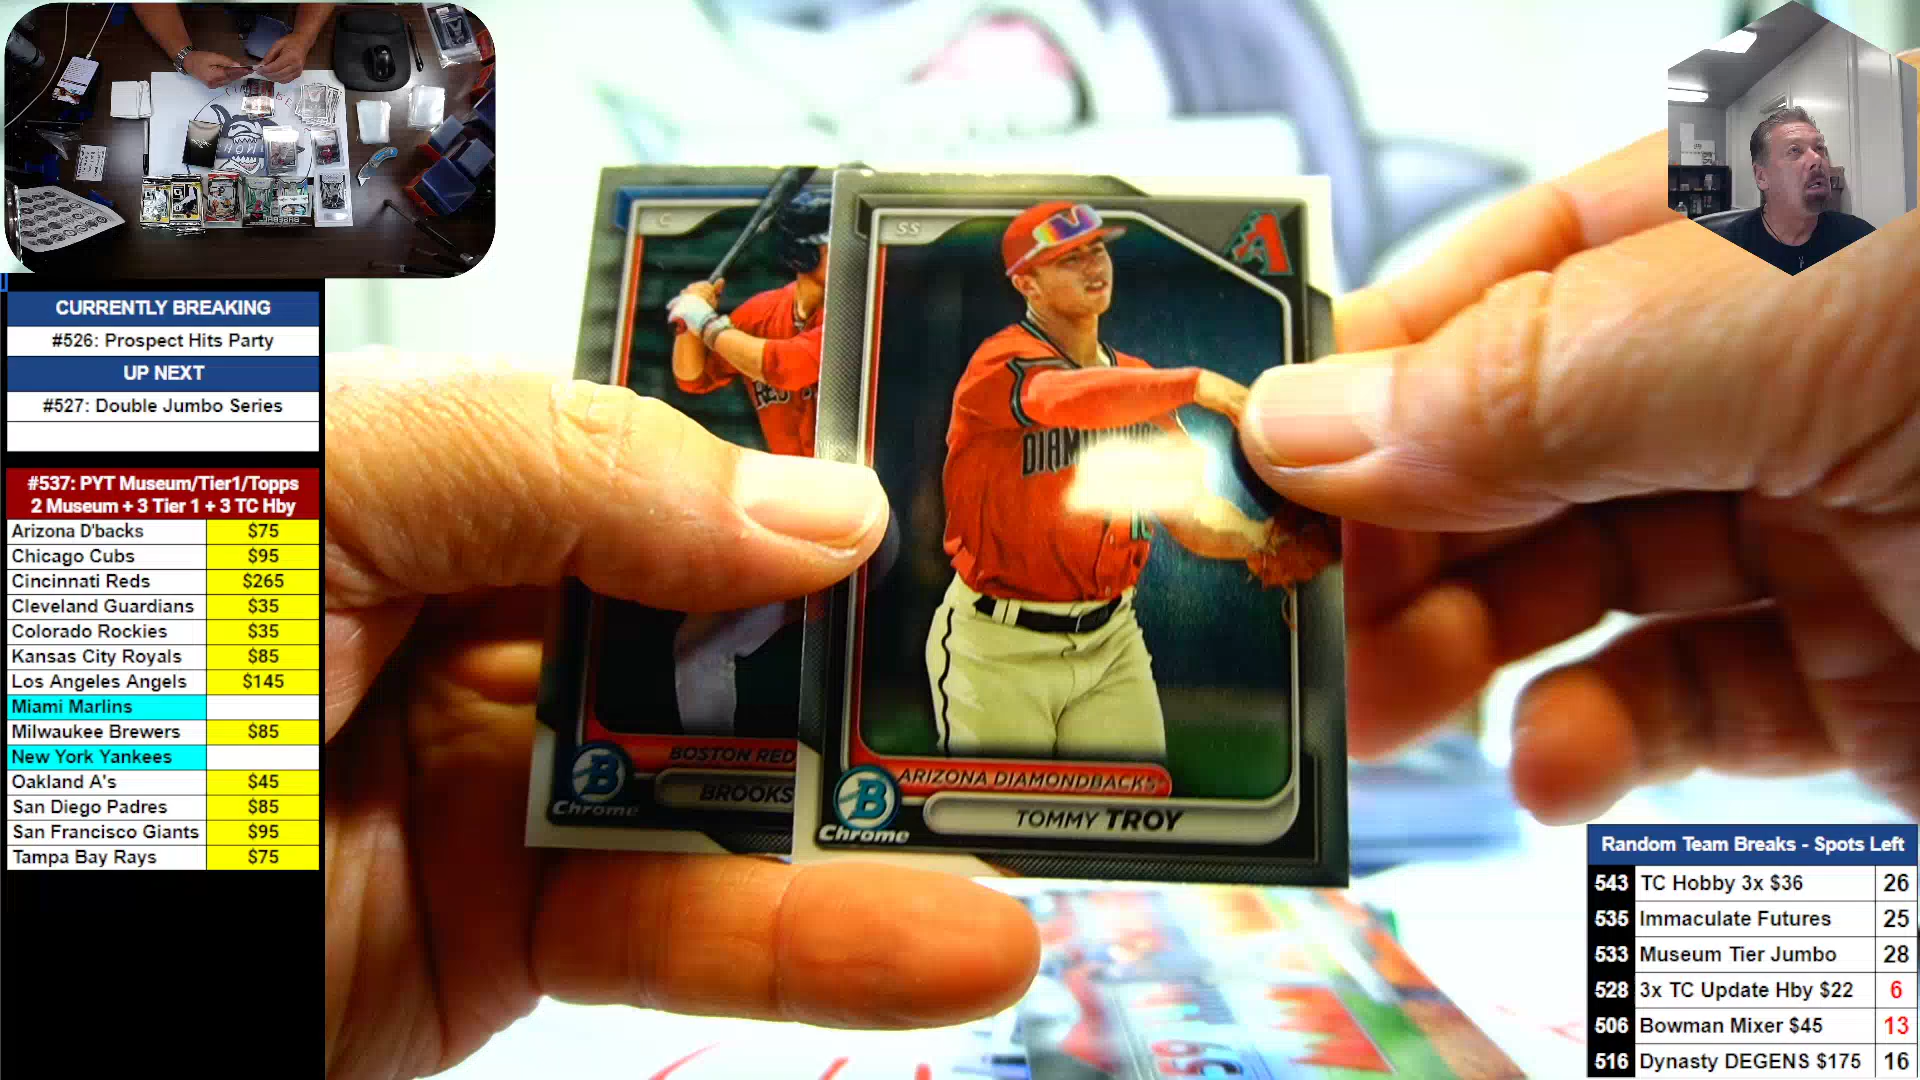 CURRENTLY BREAKING
#526: Prospect Hits Party
UP NEXT
#527: Double Jumbo Series
#537: PYT Museum/Tier1/Topps
2 Museum + 3 Tier 1 + 3 TC Hby
Arizona D'backs $75
Chicago Cubs $95
Cincinnati Reds $265
Cleveland Guardians $35
Colorado Rockies $35
Kansas City Royals $85
Los Angeles Angels $145
Miami Marlins
Milwaukee Brewers $85
New York Yankees
Oakland A's $45
San Diego Padres $85
San Francisco Giants $95
Tampa Bay Rays $75
C
BOSTON RED
BROOKS
B
Chrome
SS
A
ARIZONA DIAMONDBACKS
TOMMY TROY
B
Chrome
Random Team Breaks - Spots Left
543 TC Hobby 3x $36 26
535 Immaculate Futures 25
533 Museum Tier Jumbo 28
528 3x TC Update Hby $22 6
506 Bowman Mixer $45 13
516 Dynasty DEGENS $175 16